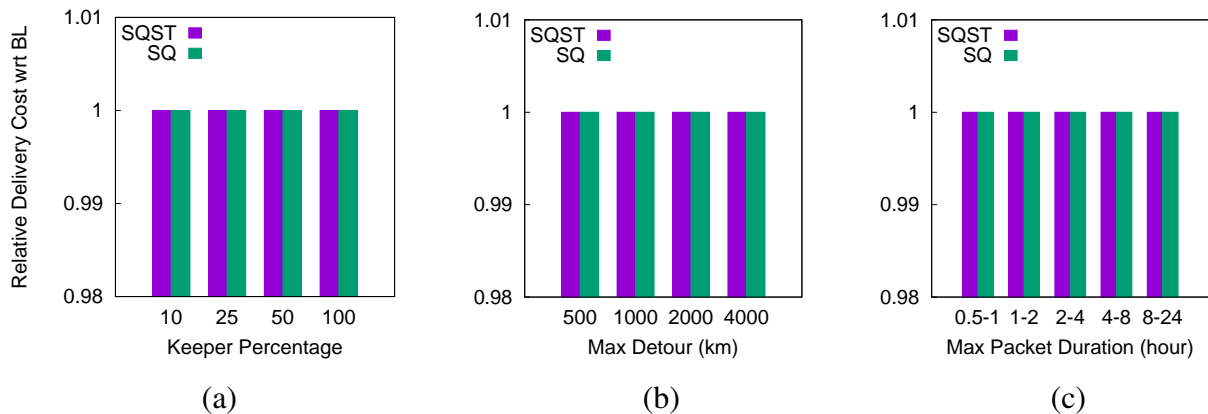 Relative Delivery Cost wrt BL
1.01
1
0.99
0.98
SQST
SQ
10 25 50 100
Keeper Percentage
(a)
1.01
1
0.99
0.98
SQST
SQ
500 1000 2000 4000
Max Detour (km)
(b)
1.01
1
0.99
0.98
SQST
SQ
0.5-1 1-2 2-4 4-8 8-24
Max Packet Duration (hour)
(c)